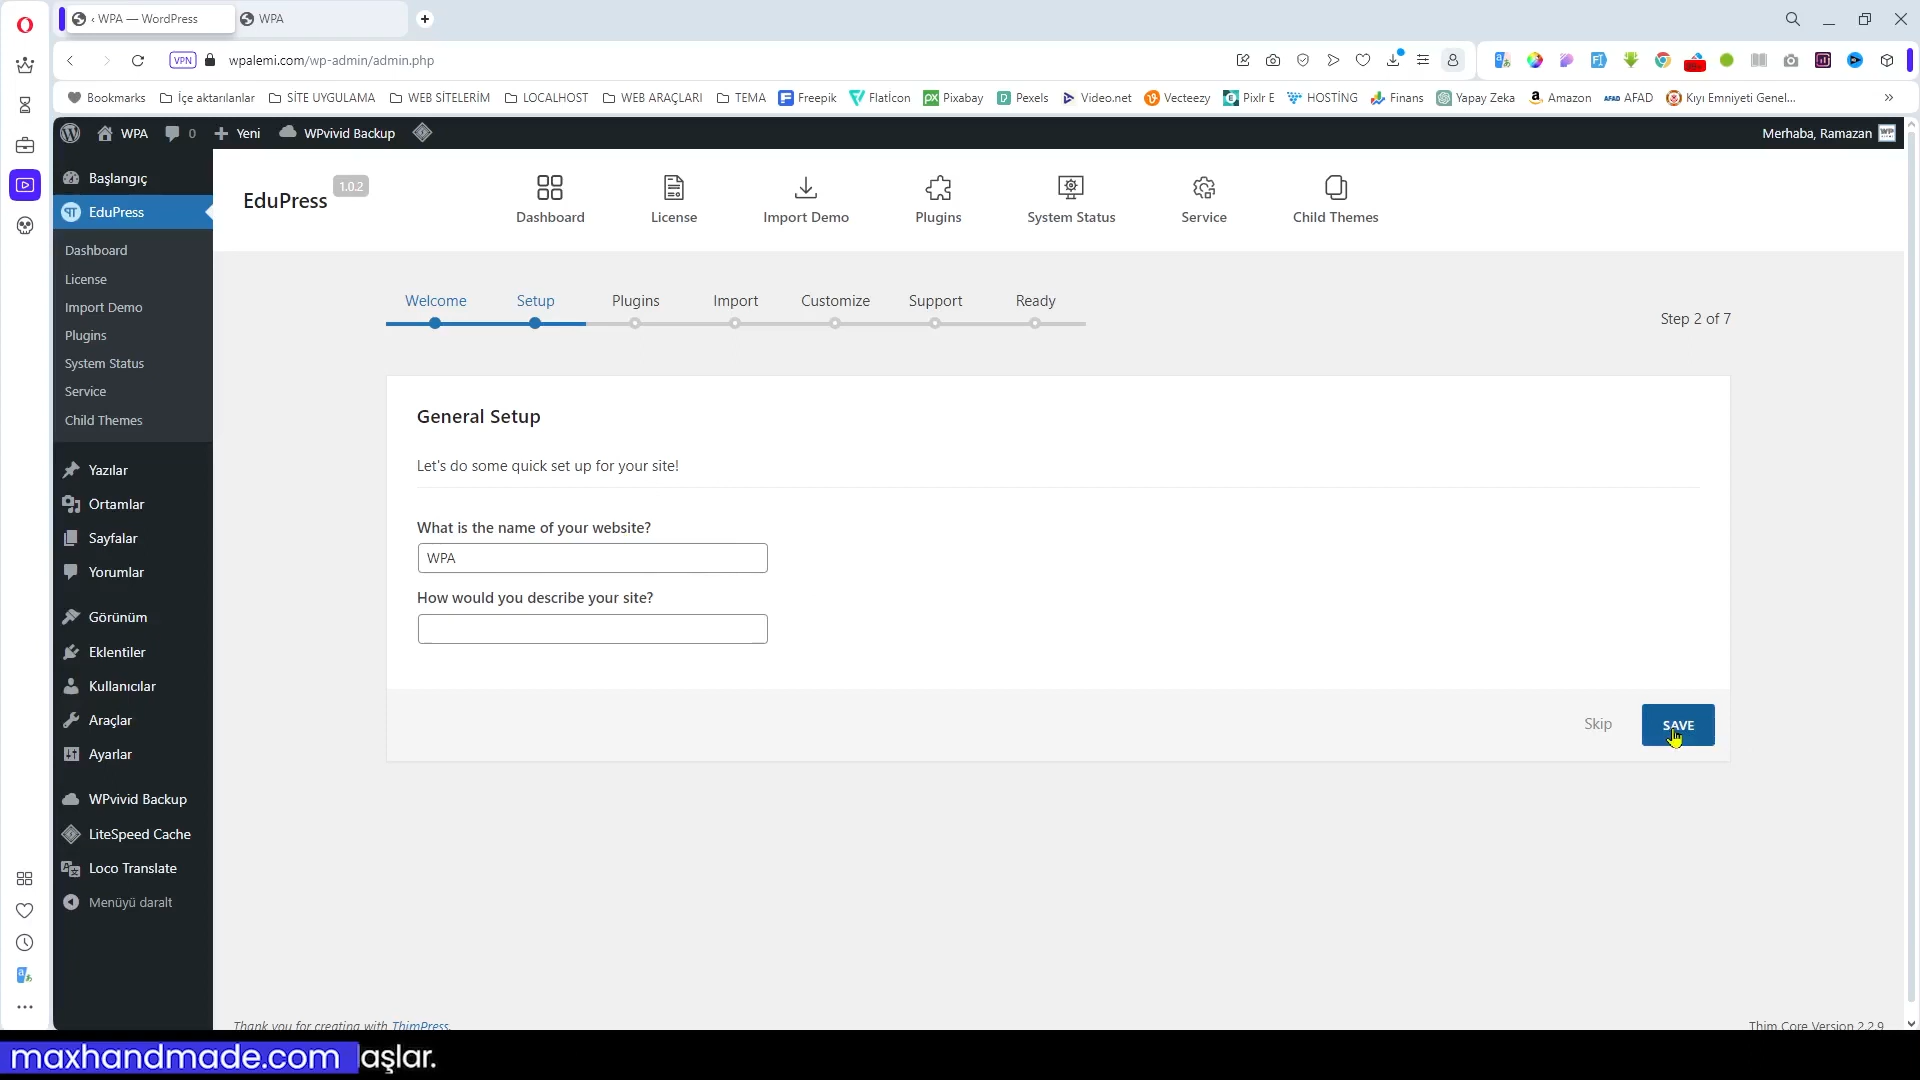 ‹ WPA — WordPress
WPA
VPN
wpalemi.com/wp-admin/admin.php
Bookmarks
İçe aktarılanlar
SİTE UYGULAMA
WEB SİTELERİM
LOCALHOST
WEB ARAÇLARI
TEMA
Freepik
Flatİcon
Pixabay
Pexels
Video.net
Vecteezy
Pixlr E
HOSTİNG
Finans
Yapay Zeka
Amazon
AFAD
Kıyı Emniyeti Genel...
WPA
0
Yeni
WPvivid Backup
Merhaba, Ramazan
Başlangıç
EduPress
Dashboard
License
Import Demo
Plugins
System Status
Service
Child Themes
Yazılar
Ortamlar
Sayfalar
Yorumlar
Görünüm
Eklentiler
Kullanıcılar
Araçlar
Ayarlar
WPvivid Backup
LiteSpeed Cache
Loco Translate
Menüyü daralt
EduPress 1.0.2
Dashboard
License
Import Demo
Plugins
System Status
Service
Child Themes
Welcome
Setup
Plugins
Import
Customize
Support
Ready
Step 2 of 7
General Setup
Let's do some quick set up for your site!
What is the name of your website?
WPA
How would you describe your site?
Skip
SAVE
Thank you for creating with ThimPress.
Thim Core Version 2.2.9
maxhandmade.com
aşlar.